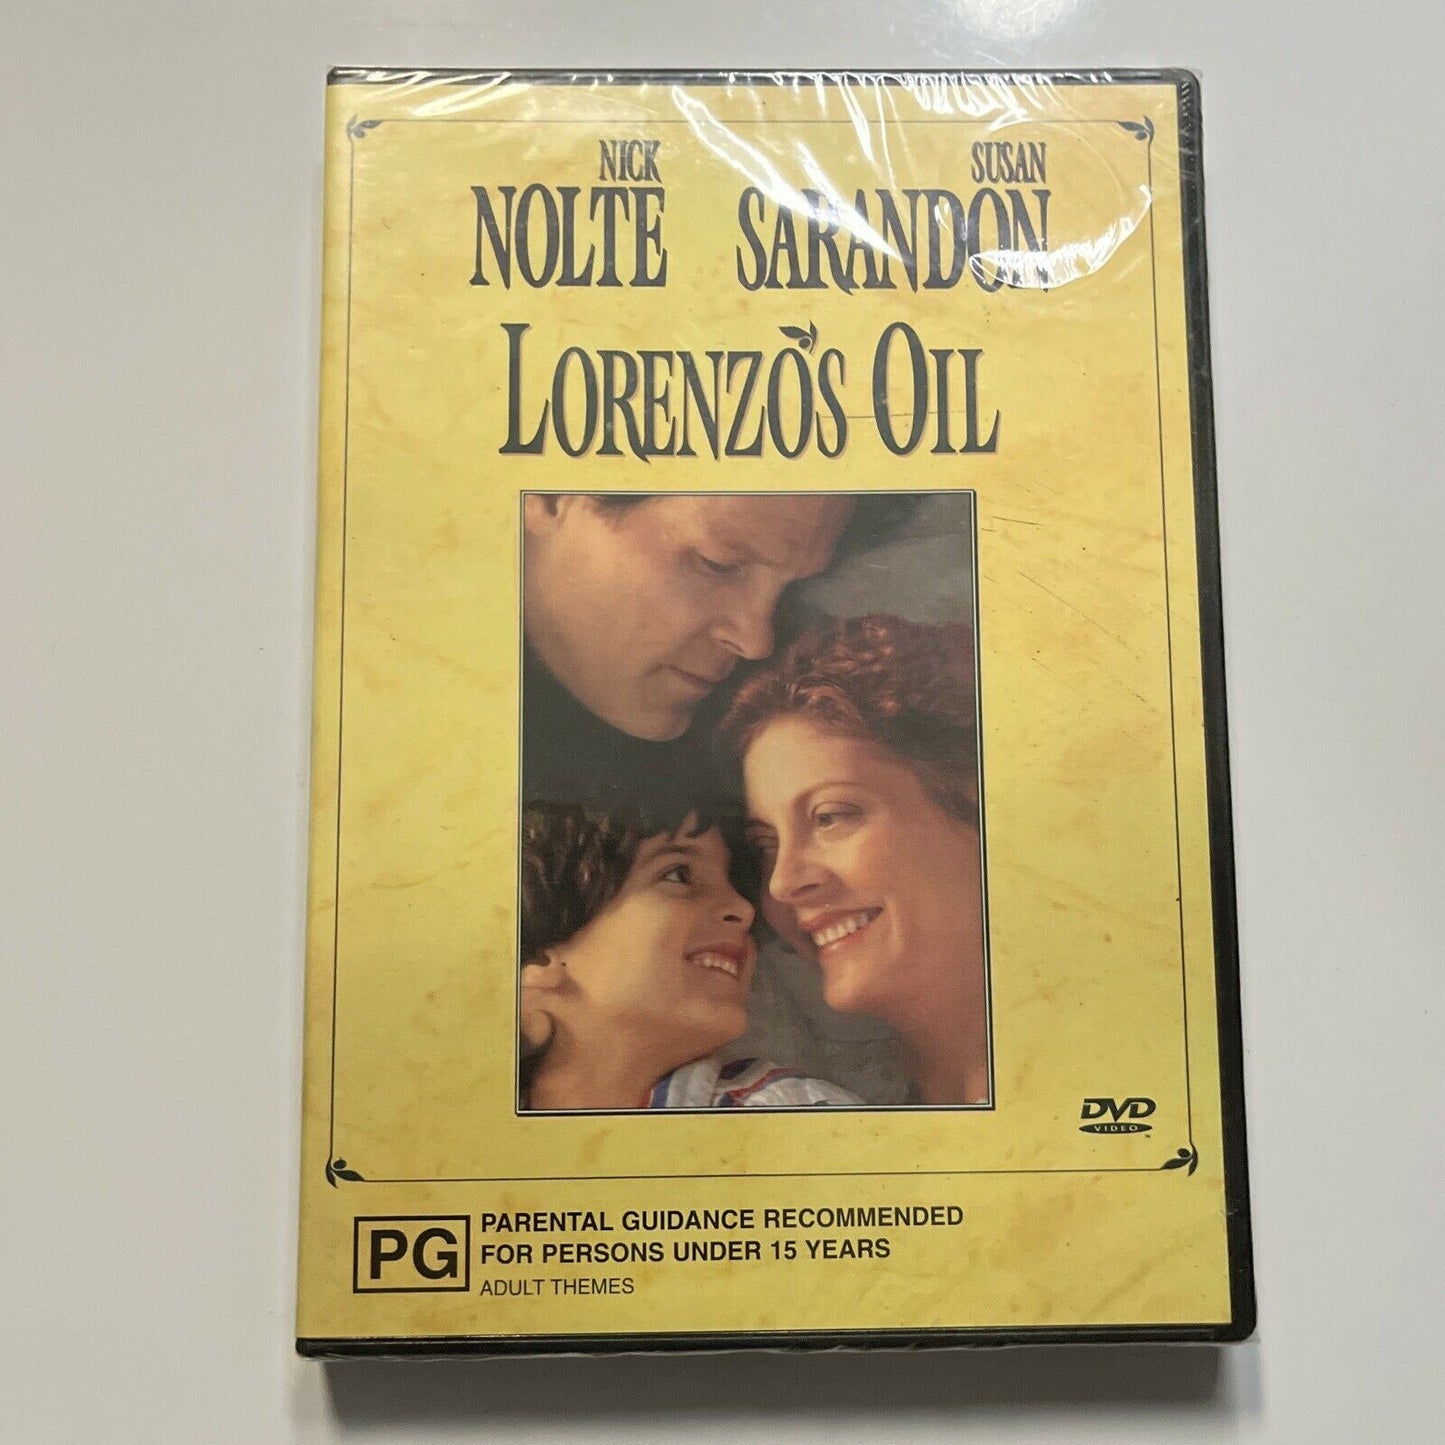 NICK SUSAN
NOLTE SARANDON
LORENZO'S OIL
DVD
VIDEO
TM
PG
PARENTAL GUIDANCE RECOMMENDED
FOR PERSONS UNDER 15 YEARS
ADULT THEMES